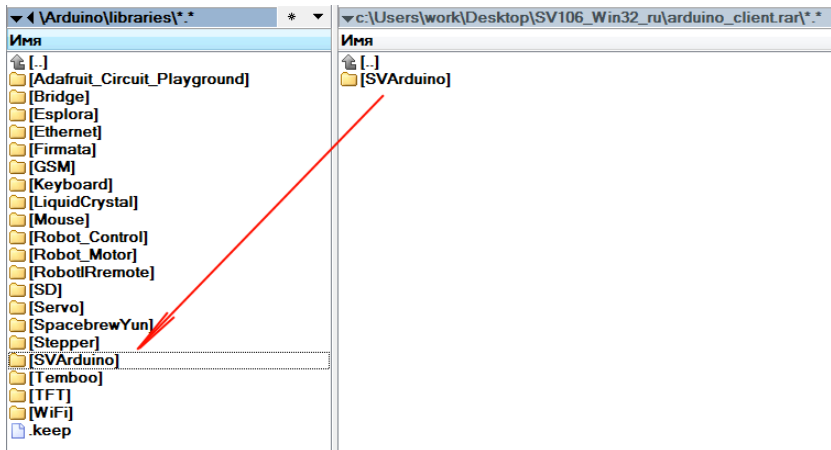 \Arduino\libraries\*.*
*
Имя
[..]
[Adafruit_Circuit_Playground]
[Bridge]
[Esplora]
[Ethernet]
[Firmata]
[GSM]
[Keyboard]
[LiquidCrystal]
[Mouse]
[Robot_Control]
[Robot_Motor]
[RobotIRremote]
[SD]
[Servo]
[SpacebrewYun]
[Stepper]
[SVArduino]
[Temboo]
[TFT]
[WiFi]
.keep
c:\Users\work\Desktop\SV106_Win32_ru\arduino_client.rar\*.*
Имя
[..]
[SVArduino]